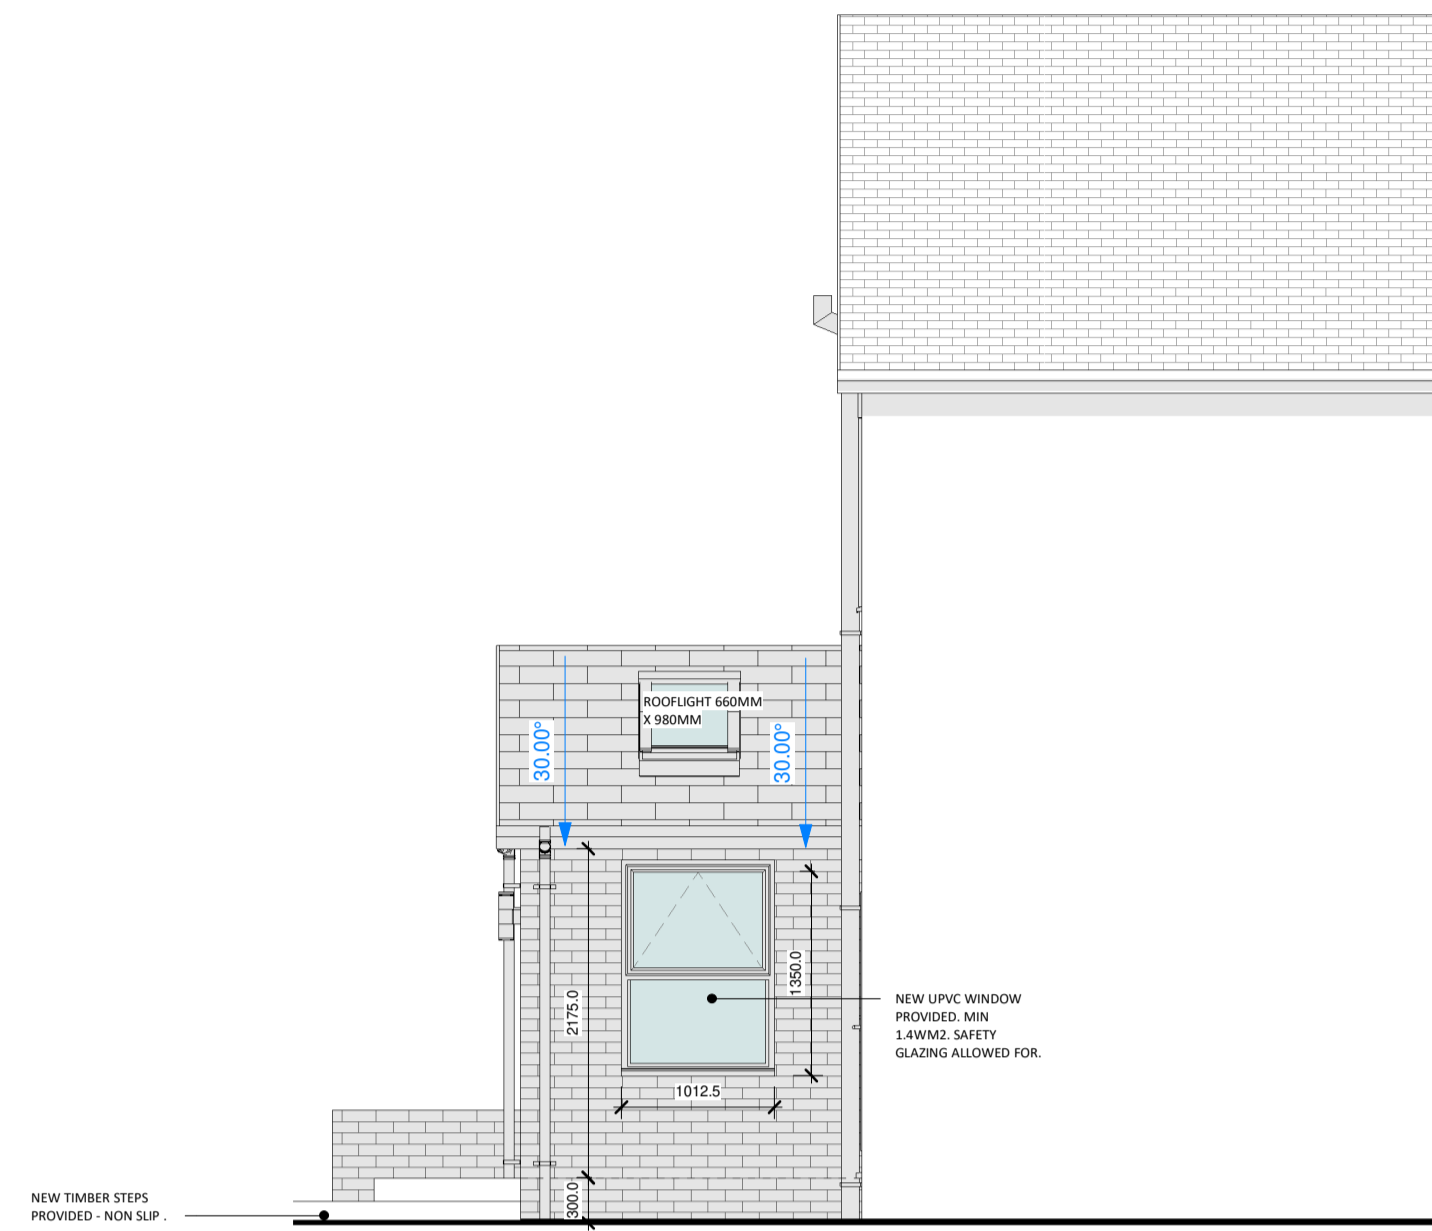 ROOFLIGHT 660MM
X 980MM
30.00°
30.00°
2175.0
1350.0
NEW UPVC WINDOW
PROVIDED. MIN
1.4WM2. SAFETY
GLAZING ALLOWED FOR.
1012.5
300.0
NEW TIMBER STEPS
PROVIDED - NON SLIP .